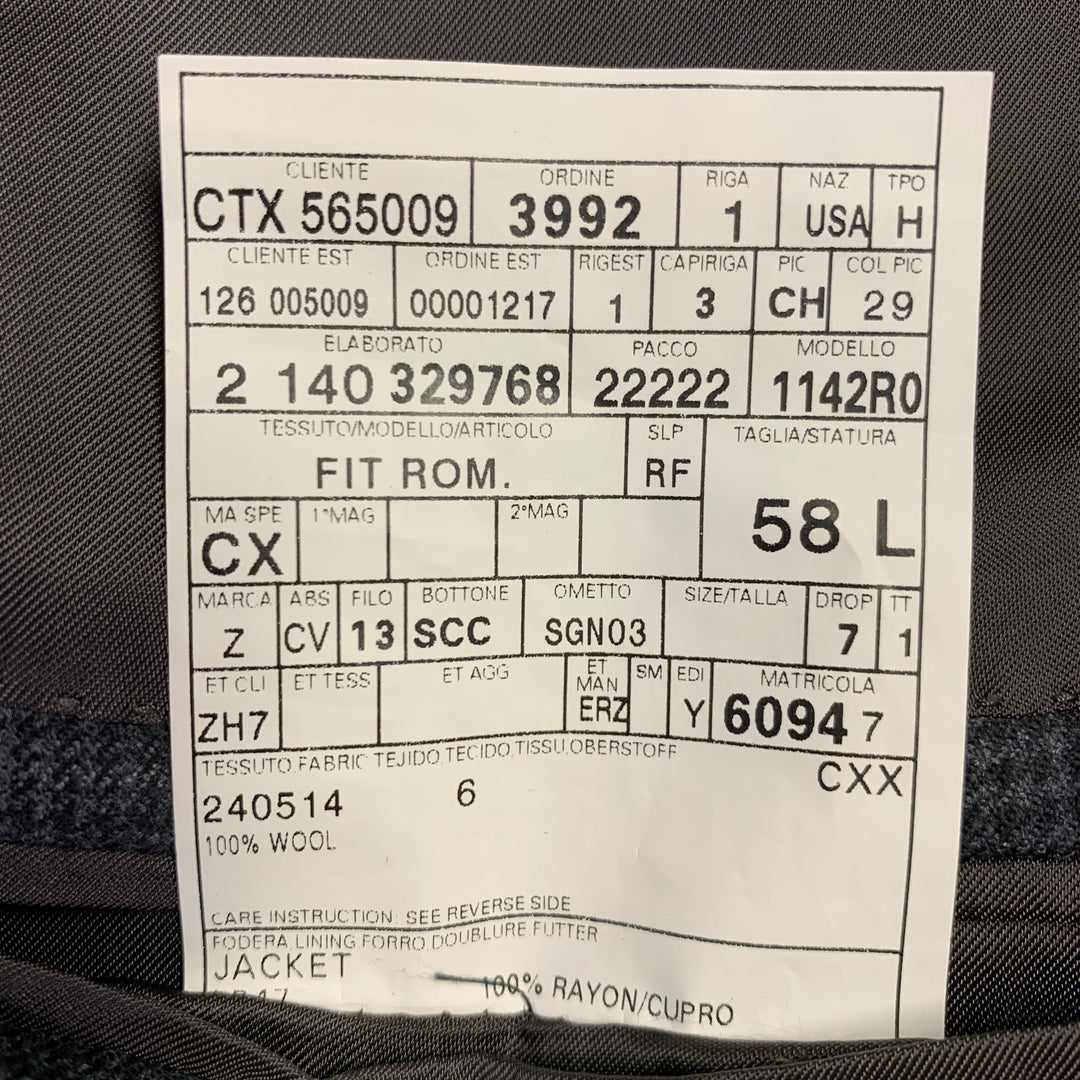 CLIENTE ORDINE RIGA NAZ TPO
CTX 565009 3992 1 USA H
CLIENTE EST ORDINE EST RIGEST CAPIRIGA PIC COL PIC
126 005009 00001217 1 3 CH 29
ELABORATO PACCO MODELLO
2 140 329768 22222 1142R0
TESSUTO/MODELLO/ARTICOLO SLP TAGLIA/STATURA
FIT ROM. RF 58 L
MA SPE 1°MAG 2°MAG
CX
MARCA ABS FILO BOTTONE OMETTO SIZE/TALLA DROP TT
Z CV 13 SCC SGN03 7 1
ET CLI ET TESS ET AGG ET MAN SM EDI MATRICOLA
ZH7 ERZ Y 6094 7
TESSUTO,FABRIC TEJIDO,TECIDO,TISSU,OBERSTOFF
CXX
240514 6
100% WOOL
CARE INSTRUCTION: SEE REVERSE SIDE
FODERA,LINING FORRO DOUBLURE FUTTER
JACKET
100% RAYON/CUPRO